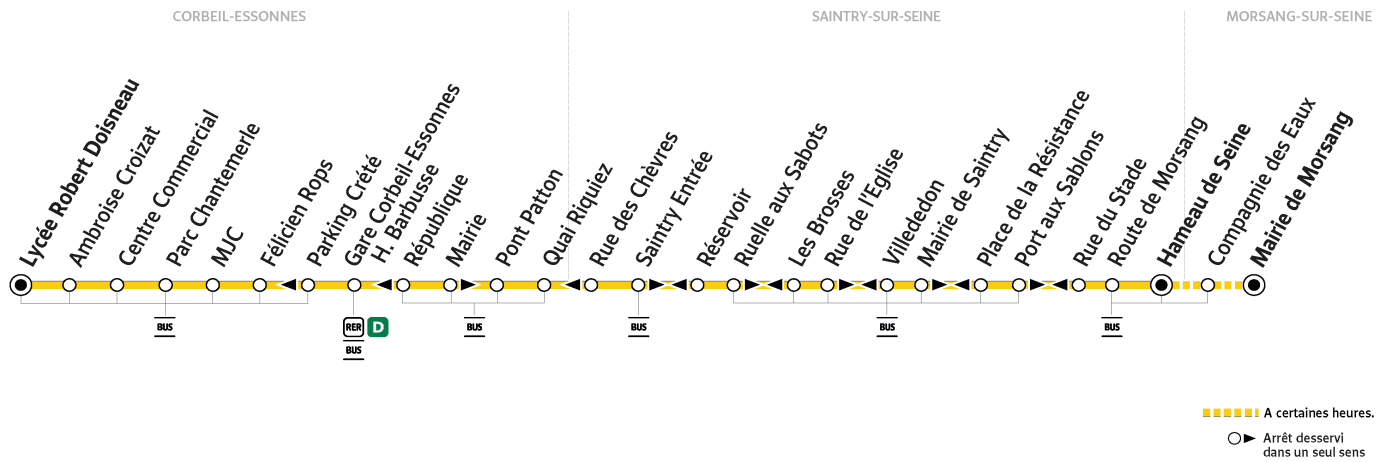 CORBEIL-ESSONNES
SAINTRY-SUR-SEINE
MORSANG-SUR-SEINE
Lycée Robert Doisneau
Ambroise Croizat
Centre Commercial
Parc Chantemerle
MJC
Félicien Rops
Parking Crété
Gare Corbeil-Essonnes
H. Barbusse
République
Mairie
Pont Patton
Quai Riquiez
Rue des Chèvres
Saintry Entrée
Réservoir
Ruelle aux Sabots
Les Brosses
Rue de l'Eglise
Villededon
Mairie de Saintry
Place de la Résistance
Port aux Sablons
Rue du Stade
Route de Morsang
Hameau de Seine
Compagnie des Eaux
Mairie de Morsang
BUS
RER D
BUS
BUS
BUS
BUS
BUS
A certaines heures.
Arrêt desservi
dans un seul sens